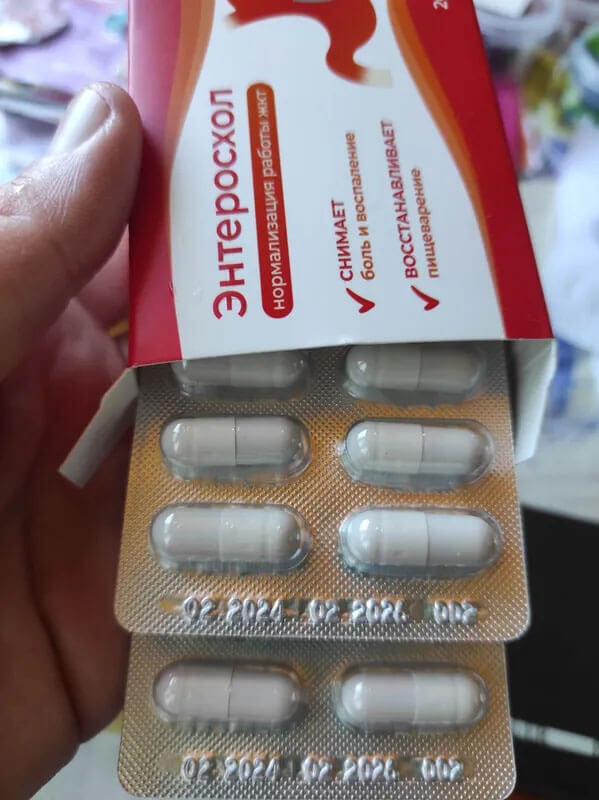 Энтеросхол
нормализация работы жкт
СНИМАЕТ
боль и воспаление
ВОССТАНАВЛИВАЕТ
пищеварение
02 2024 02 2026 002
02 2024 02 2026 002